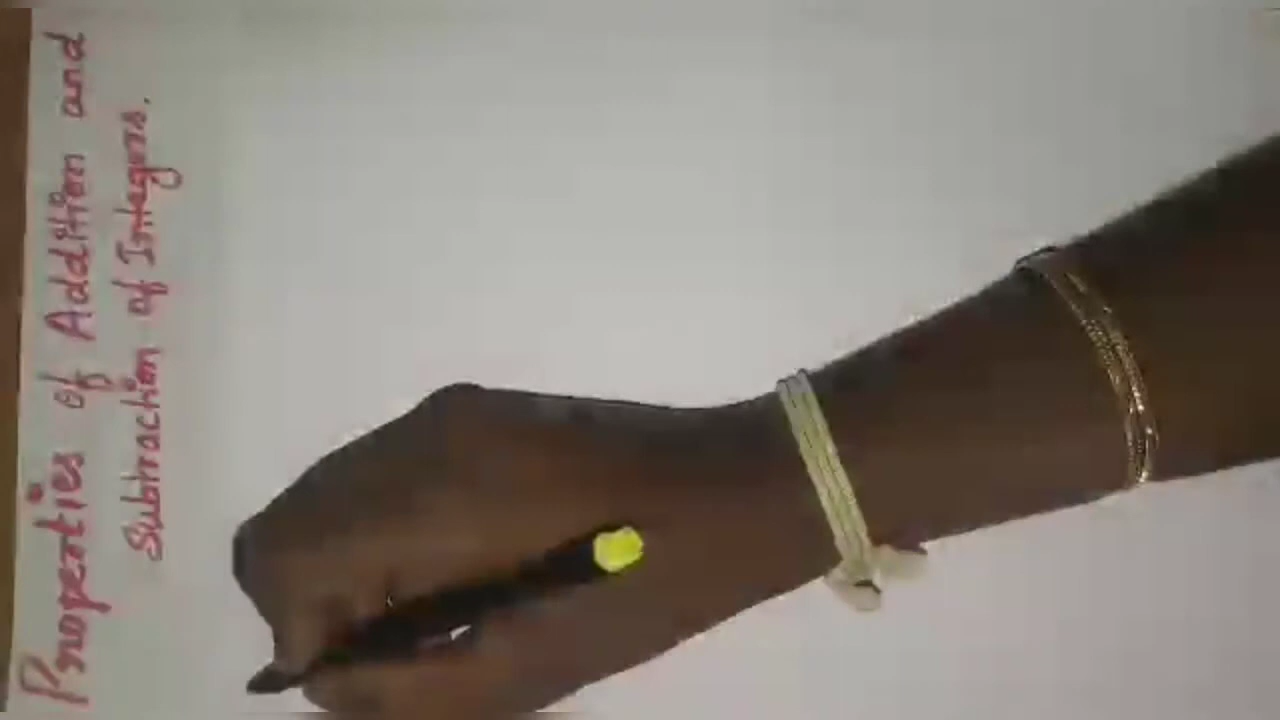 Properties of Addition and
Subtraction of Integers.